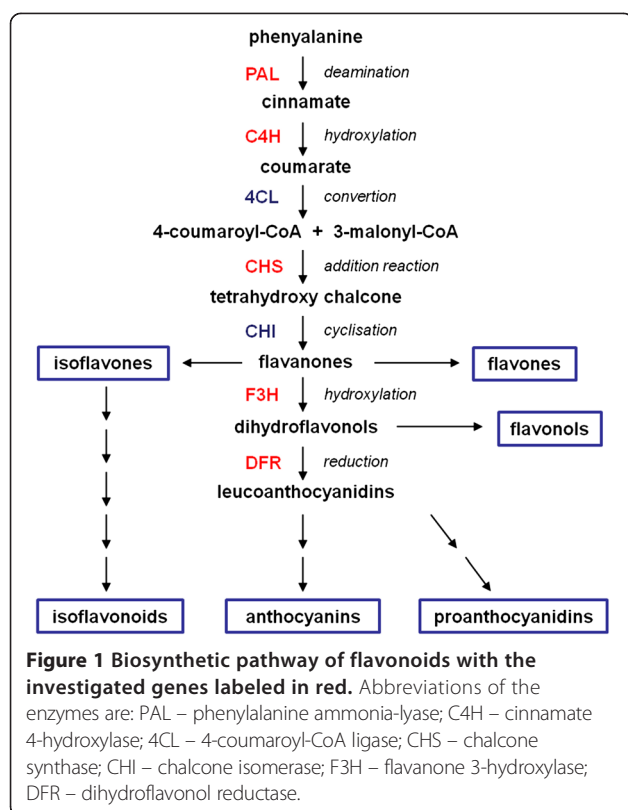 phenyalanine
PAL deamination
cinnamate
C4H hydroxylation
coumarate
4CL convertion
4-coumaroyl-CoA + 3-malonyl-CoA
CHS addition reaction
tetrahydroxy chalcone
CHI cyclisation
isoflavones flavanones flavones
F3H hydroxylation
dihydroflavonols flavonols
DFR reduction
leucoanthocyanidins
isoflavonoids anthocyanins proanthocyanidins
Figure 1 Biosynthetic pathway of flavonoids with the
investigated genes labeled in red. Abbreviations of the
enzymes are: PAL – phenylalanine ammonia-lyase; C4H – cinnamate
4-hydroxylase; 4CL – 4-coumaroyl-CoA ligase; CHS – chalcone
synthase; CHI – chalcone isomerase; F3H – flavanone 3-hydroxylase;
DFR – dihydroflavonol reductase.